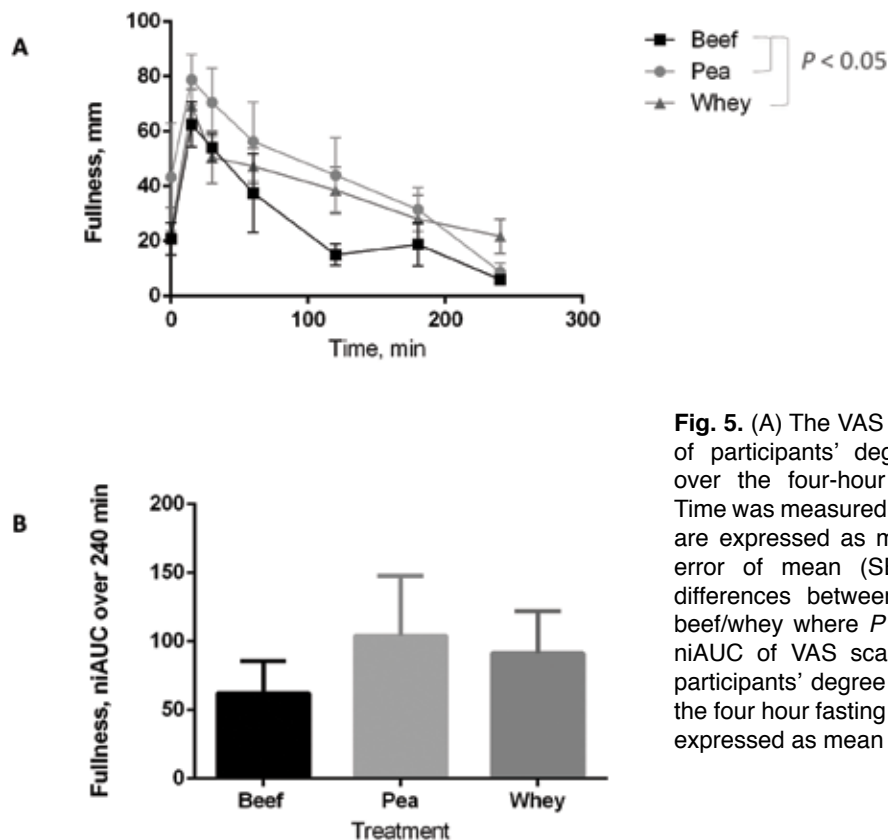 A
100
80
60
40
20
0
Fullness, mm
0 100 200 300
Time, min
Beef
Pea
Whey
P < 0.05
B
200
150
100
50
0
Fullness, niAUC over 240 min
Beef Pea Whey
Treatment
Fig. 5. (A) The VAS
of participants’ deg
over the four-hour
Time was measured
are expressed as m
error of mean (S
differences between
beef/whey where P
niAUC of VAS sca
participants’ degree
the four hour fasting
expressed as mean